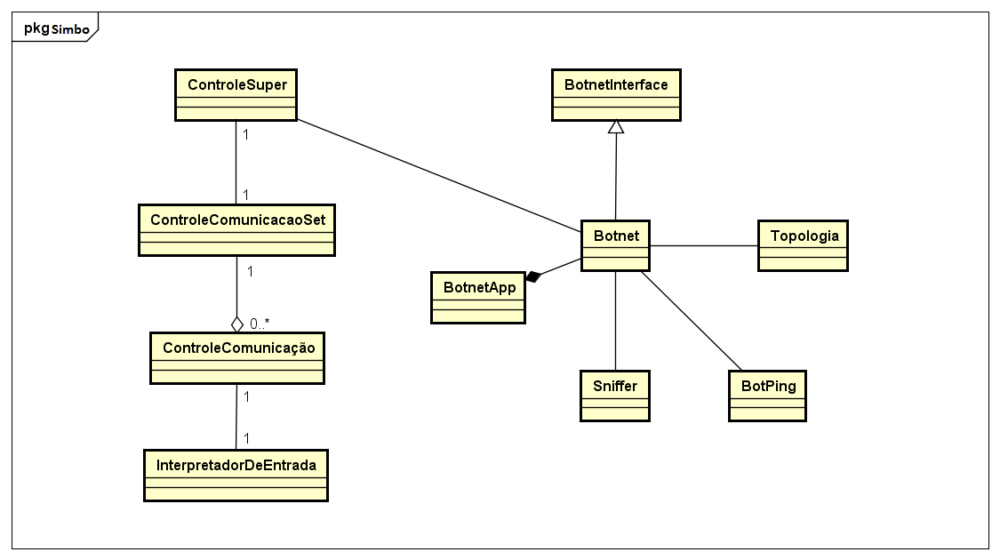 pkg Simbo
ControleSuper
BotnetInterface
1
1
ControleComunicacaoSet
Botnet
Topologia
1
BotnetApp
0..*
ControleComunicação
Sniffer
BotPing
1
1
InterpretadorDeEntrada